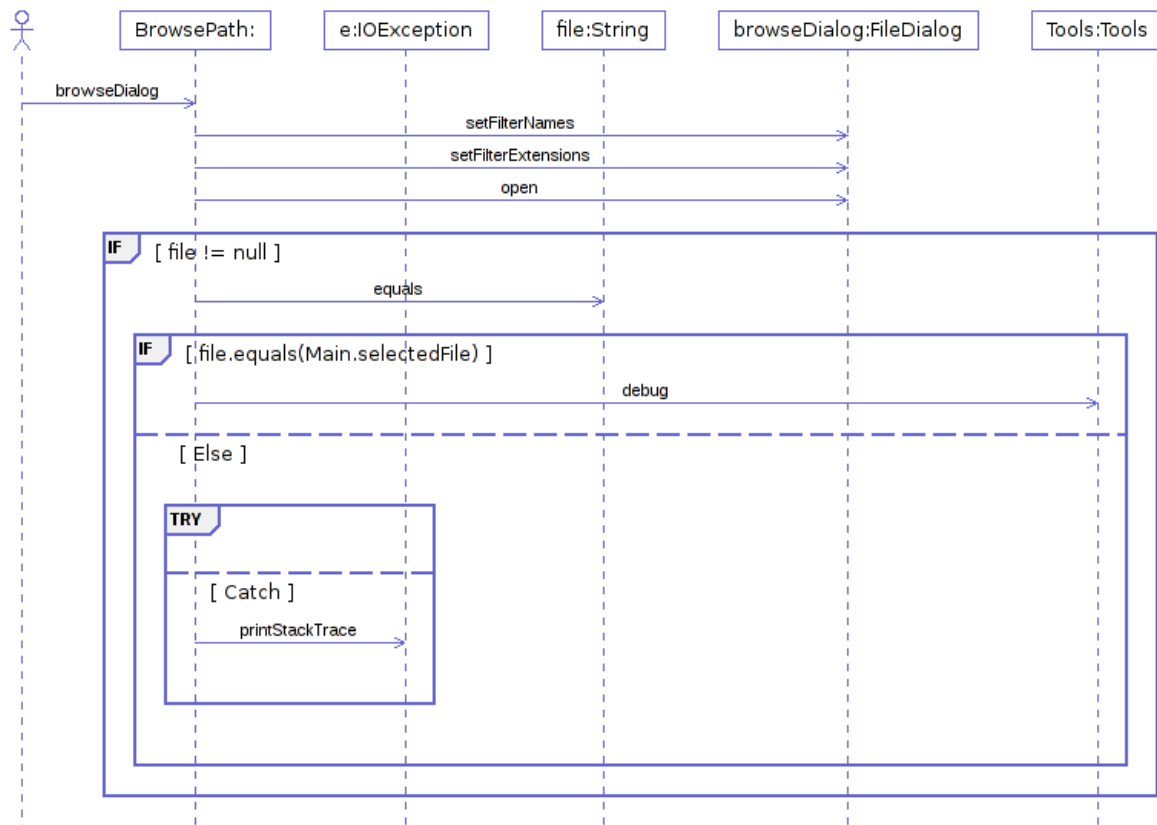 BrowsePath:
e:IOException
file:String
browseDialog:FileDialog
Tools:Tools
browseDialog
setFilterNames
setFilterExtensions
open
IF
[ file != null ]
equals
IF
[ file.equals(Main.selectedFile) ]
debug
[ Else ]
TRY
[ Catch ]
printStackTrace